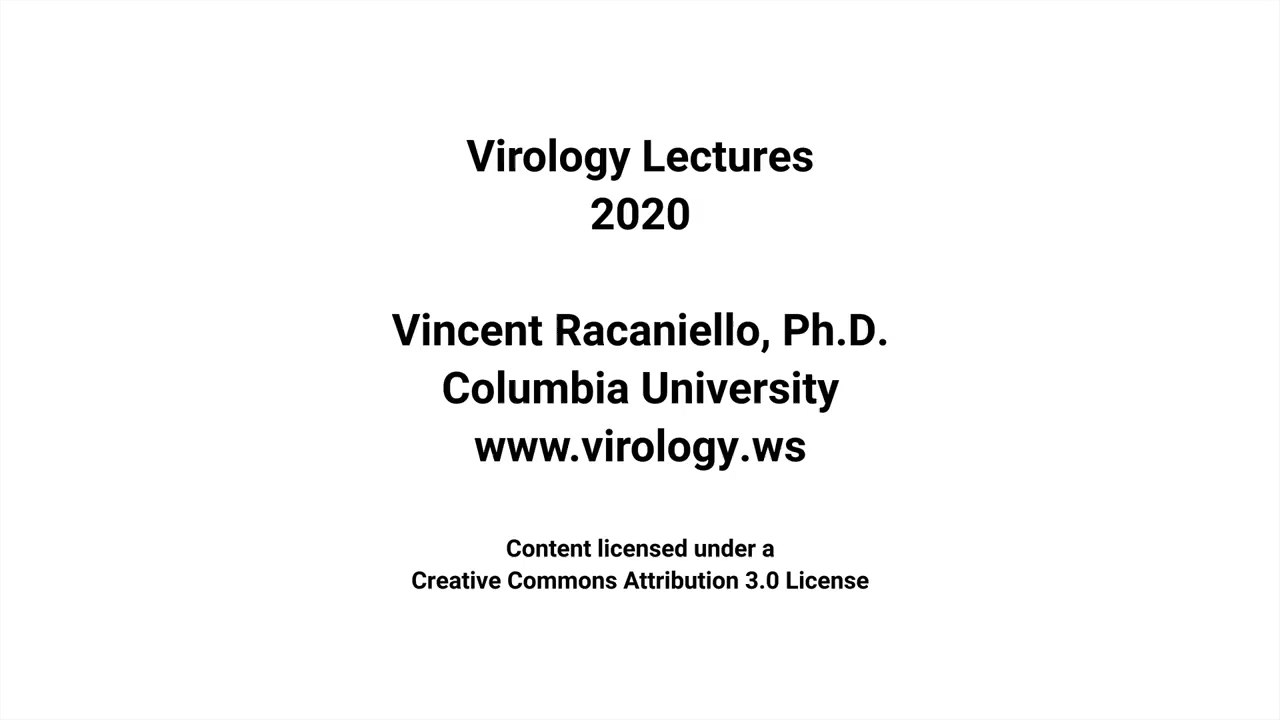 Virology Lectures
2020
Vincent Racaniello, Ph.D.
Columbia University
www.virology.ws
Content licensed under a
Creative Commons Attribution 3.0 License